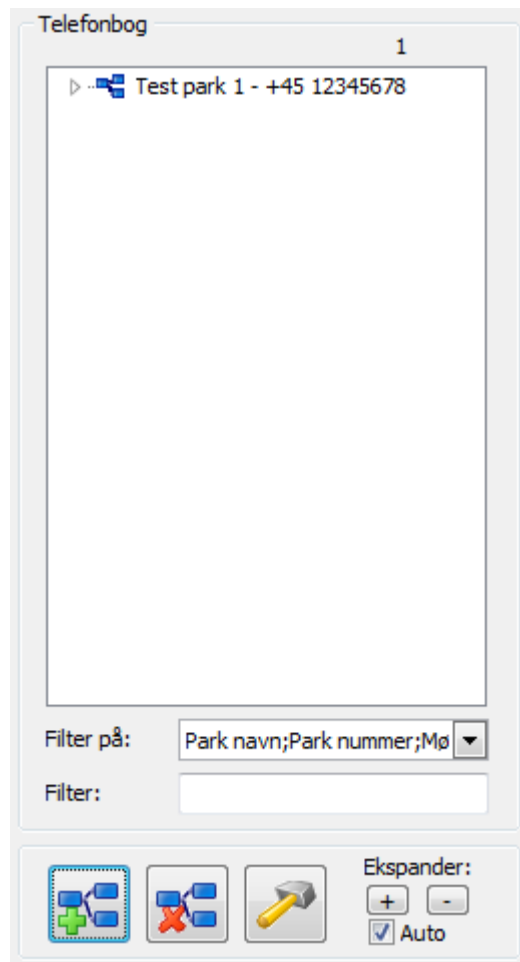 Telefonbog
1
Test park 1 - +45 12345678
Filter på:
Park navn;Park nummer;Mø
Filter:
Ekspander:
+ -
Auto